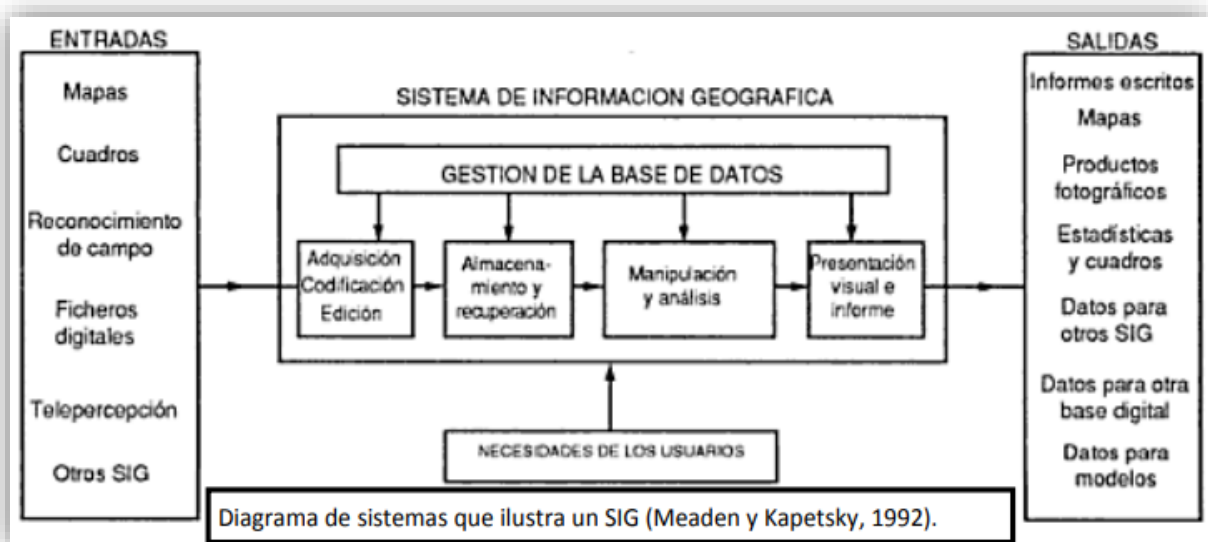 ENTRADAS
Mapas
Cuadros
Reconocimiento
de campo
Ficheros
digitales
Telepercepción
Otros SIG
SISTEMA DE INFORMACION GEOGRAFICA
GESTION DE LA BASE DE DATOS
Adquisición
Codificación
Edición
Almacena-
miento y
recuperación
Manipulación
y análisis
Presentación
visual e
informe
NECESIDADES DE LOS USUARIOS
SALIDAS
Informes escritos
Mapas
Productos
fotográficos
Estadísticas
y cuadros
Datos para
otros SIG
Datos para otra
base digital
Datos para
modelos
Diagrama de sistemas que ilustra un SIG (Meaden y Kapetsky, 1992).